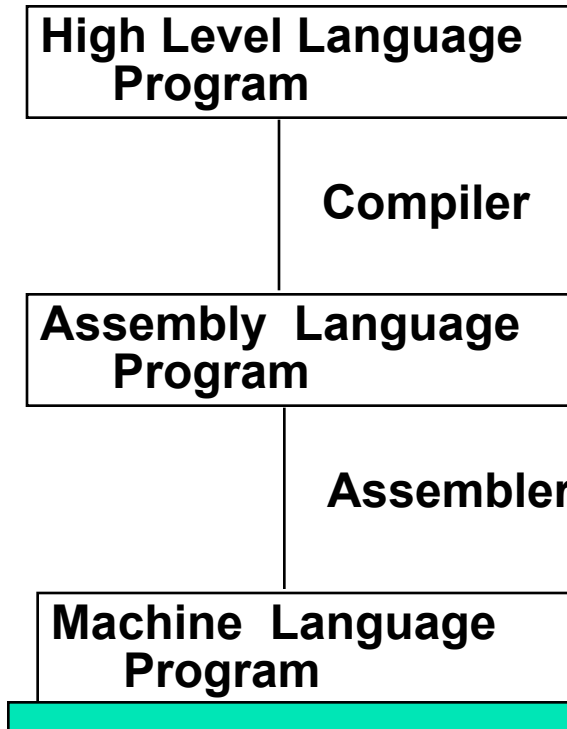 High Level Language
Program
Compiler
Assembly Language
Program
Assembler
Machine Language
Program